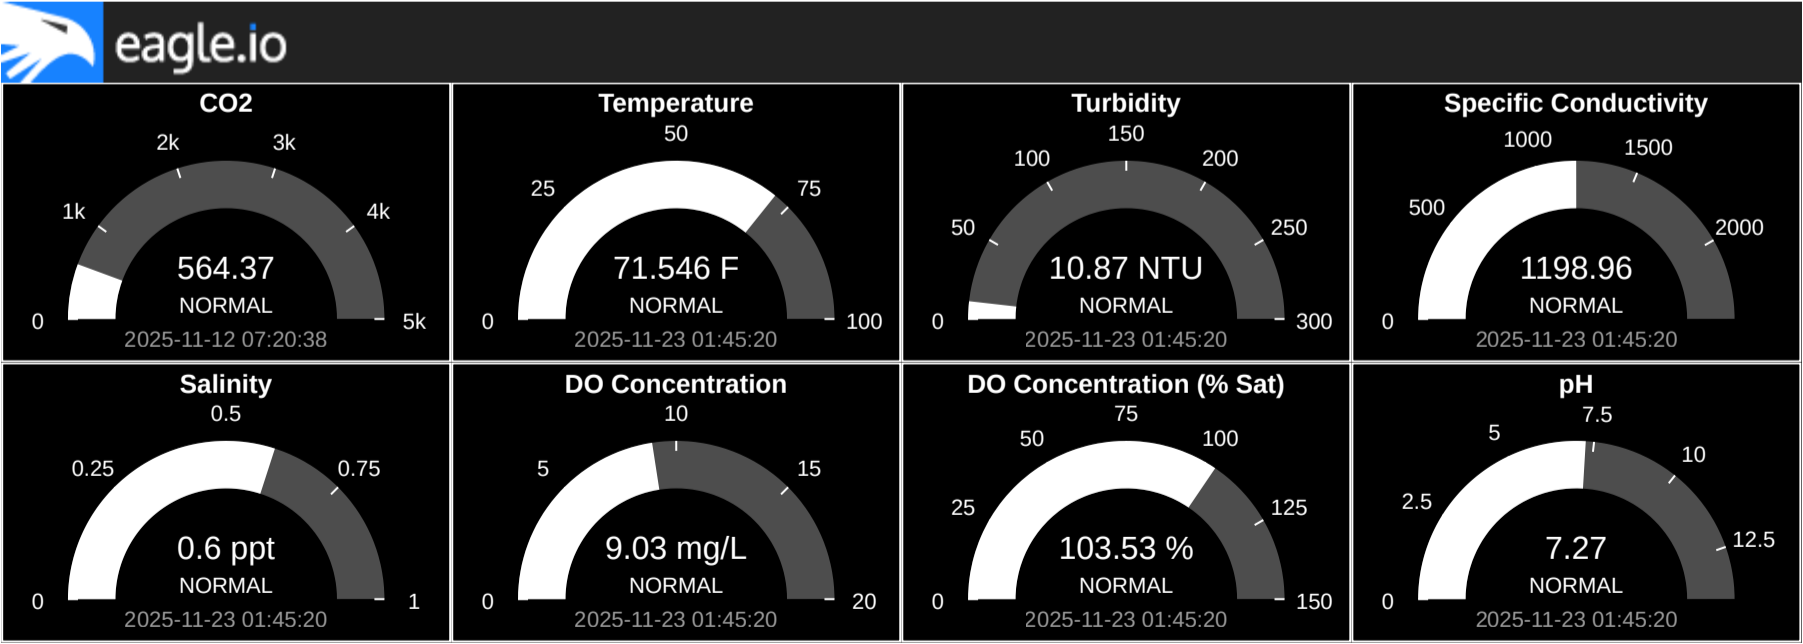 eagle.io
CO2
0
1k
2k
3k
4k
5k
564.37
NORMAL
2025-11-12 07:20:38
Temperature
0
25
50
75
100
71.546 F
NORMAL
2025-11-23 01:45:20
Turbidity
0
50
100
150
200
250
300
10.87 NTU
NORMAL
2025-11-23 01:45:20
Specific Conductivity
0
500
1000
1500
2000
1198.96
NORMAL
2025-11-23 01:45:20
Salinity
0
0.25
0.5
0.75
1
0.6 ppt
NORMAL
2025-11-23 01:45:20
DO Concentration
0
5
10
15
20
9.03 mg/L
NORMAL
2025-11-23 01:45:20
DO Concentration (% Sat)
0
25
50
75
100
125
150
103.53 %
NORMAL
2025-11-23 01:45:20
pH
0
2.5
5
7.5
10
12.5
7.27
NORMAL
2025-11-23 01:45:20